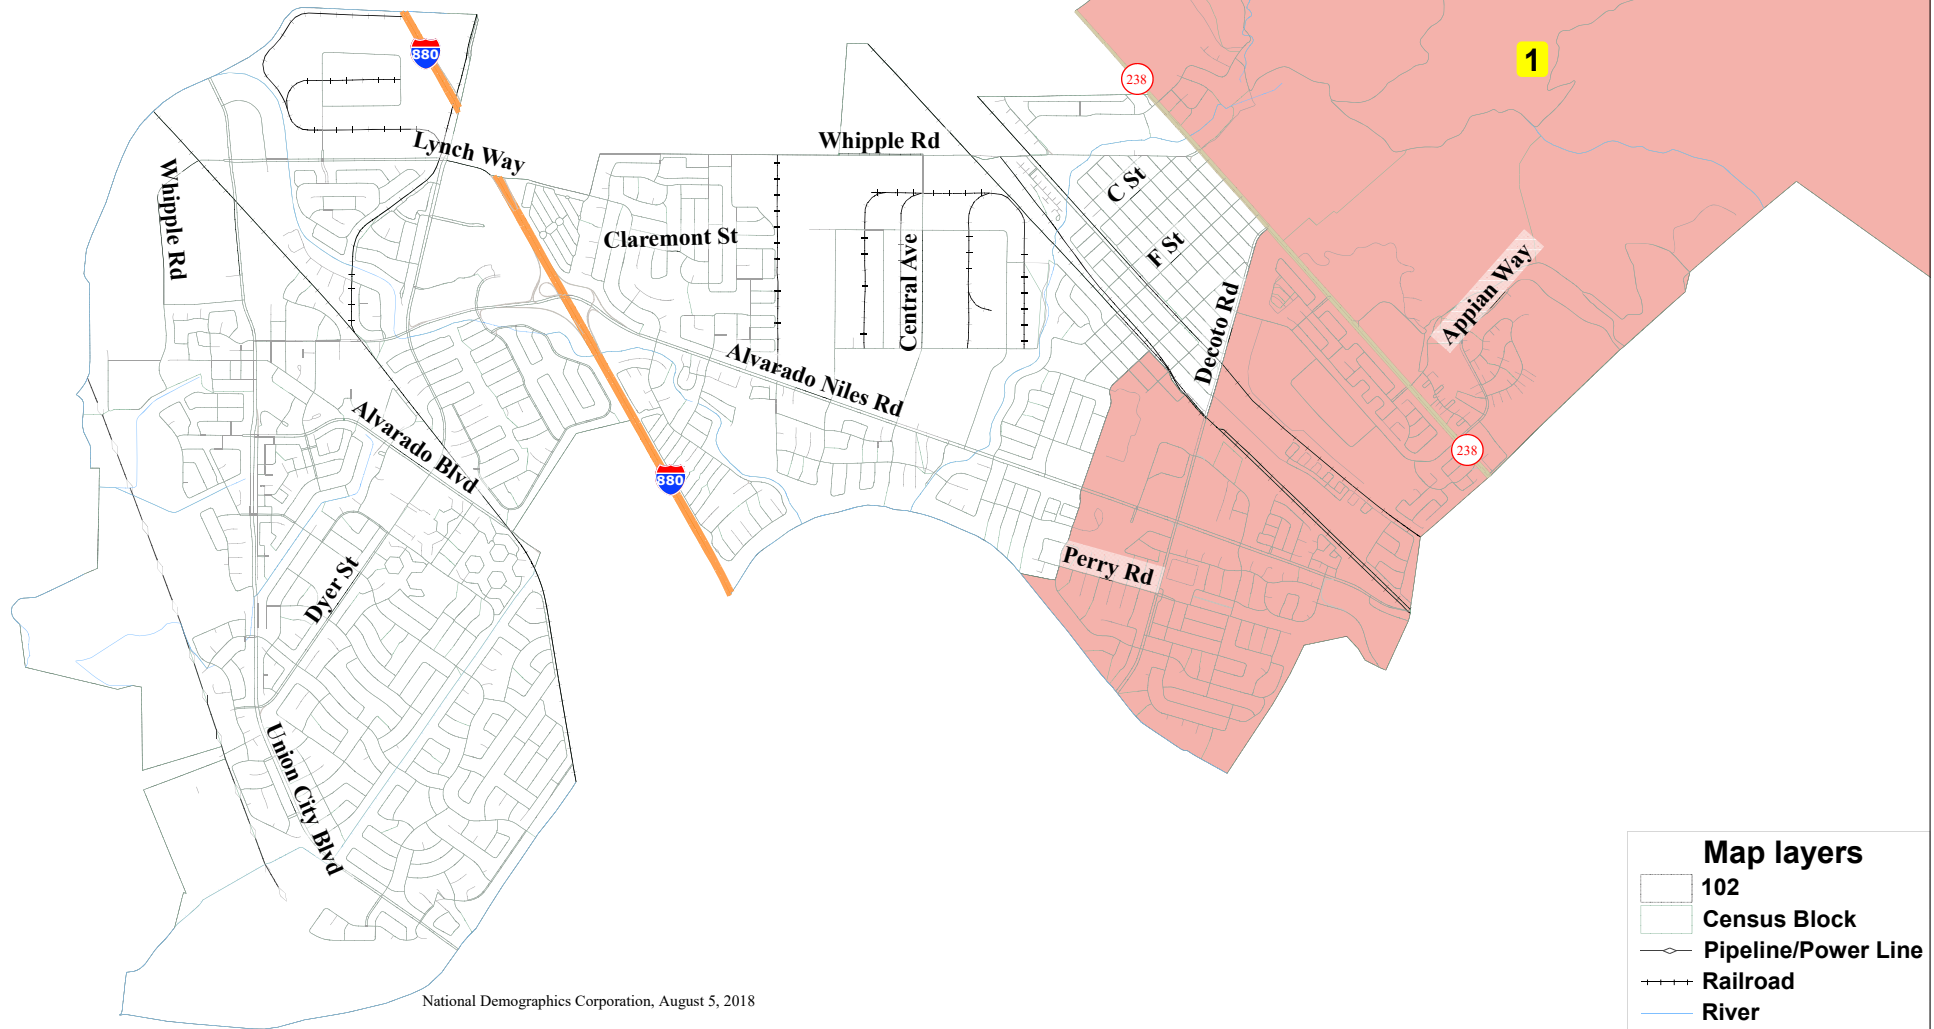 1
880
238
Whipple Rd
Lynch Way
C St
Whipple Rd
Claremont St
F St
Central Ave
Appian Way
Decoto Rd
Alvarado Niles Rd
Alvarado Blvd
238
880
Perry Rd
Dyer St
Union City Blvd
Map layers
102
Census Block
Pipeline/Power Line
Railroad
River
National Demographics Corporation, August 5, 2018